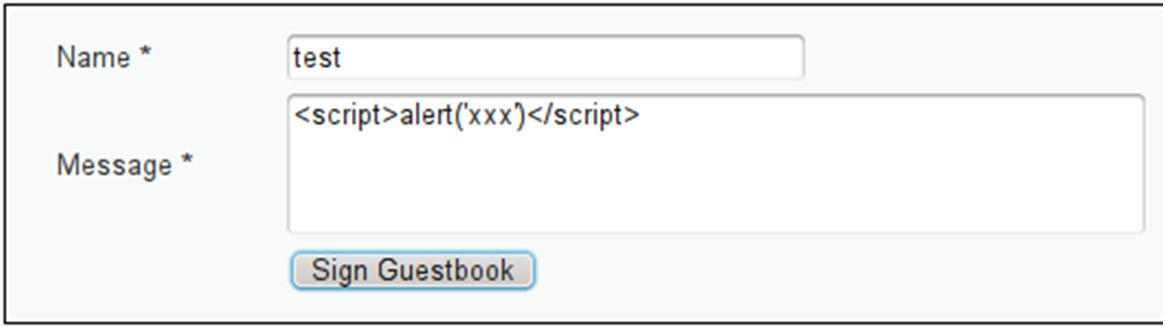 Name * test
<script>alert('xxx')</script>
Message *
Sign Guestbook